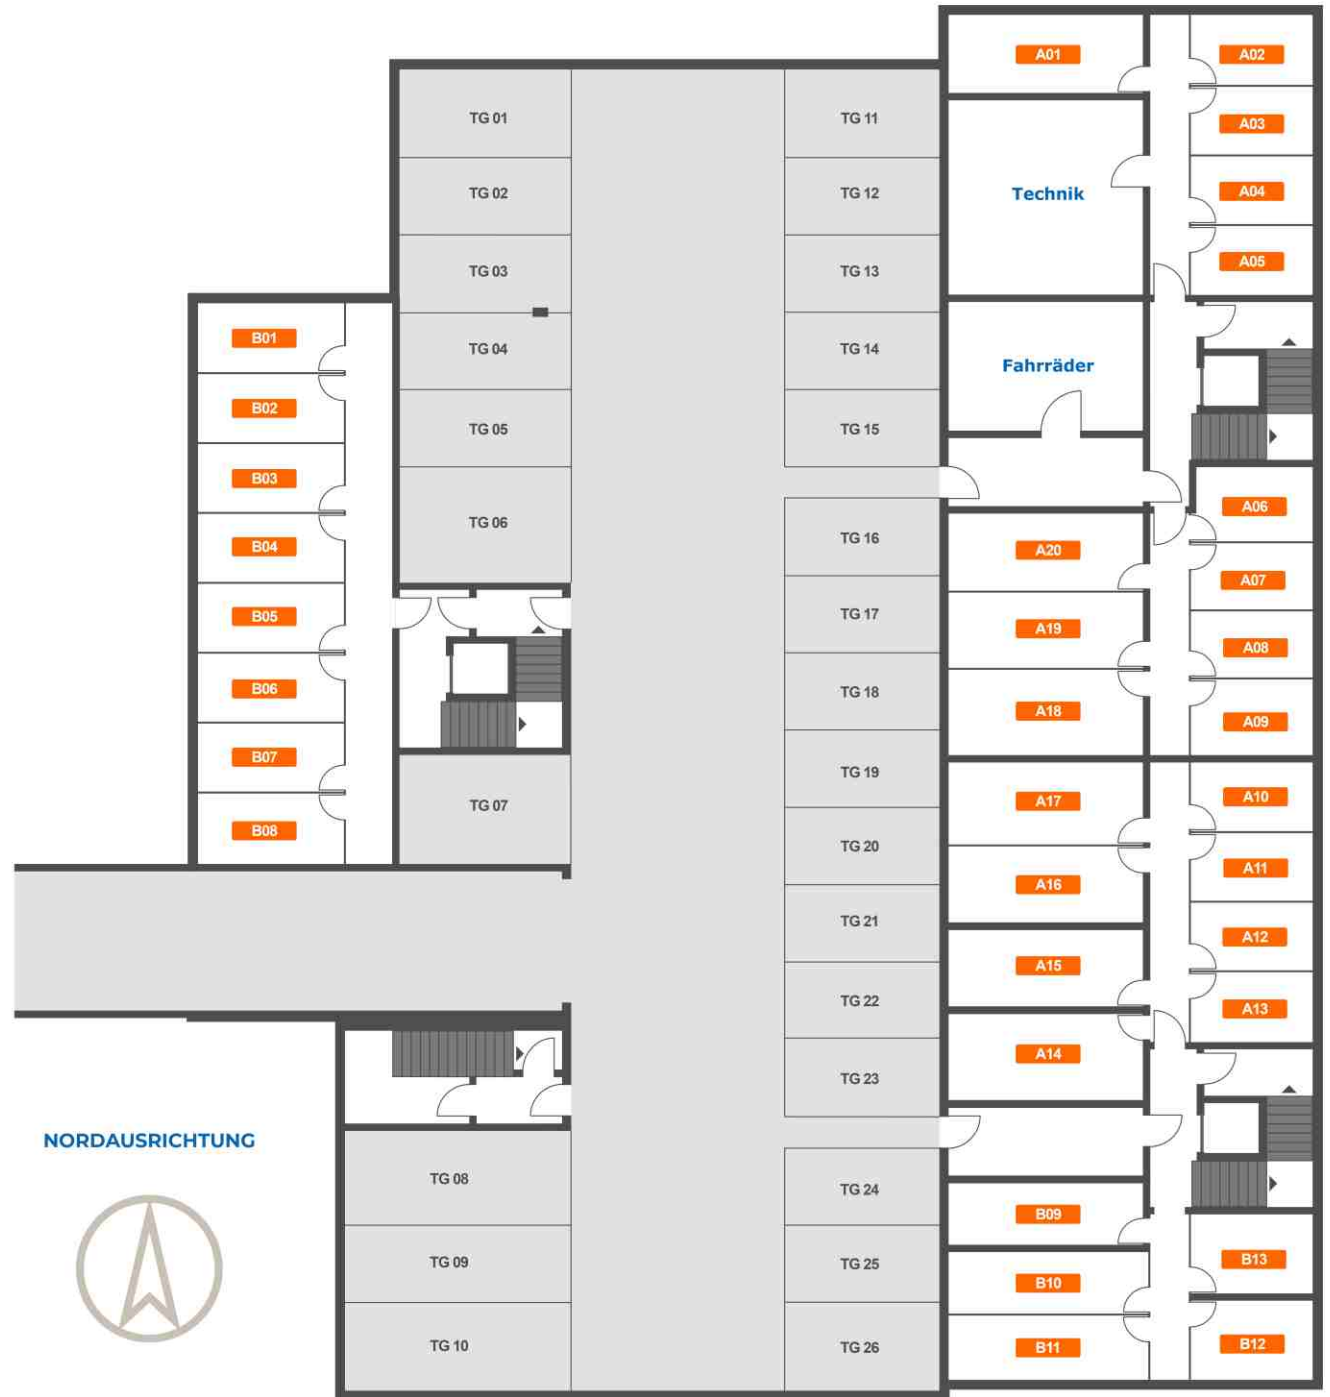 A01
A02
TG 01
TG 11
A03
TG 02
TG 12
Technik
A04
TG 03
TG 13
A05
B01
TG 04
TG 14
Fahrräder
B02
TG 05
TG 15
B03
A06
TG 06
TG 16
B04
A20
A07
B05
TG 17
A19
A08
B06
TG 18
A18
A09
B07
TG 19
A17
A10
TG 07
B08
TG 20
A16
A11
TG 21
A12
A15
TG 22
A13
A14
TG 23
NORDAUSRICHTUNG
TG 08
TG 24
B09
TG 09
TG 25
B13
B10
TG 10
TG 26
B11
B12